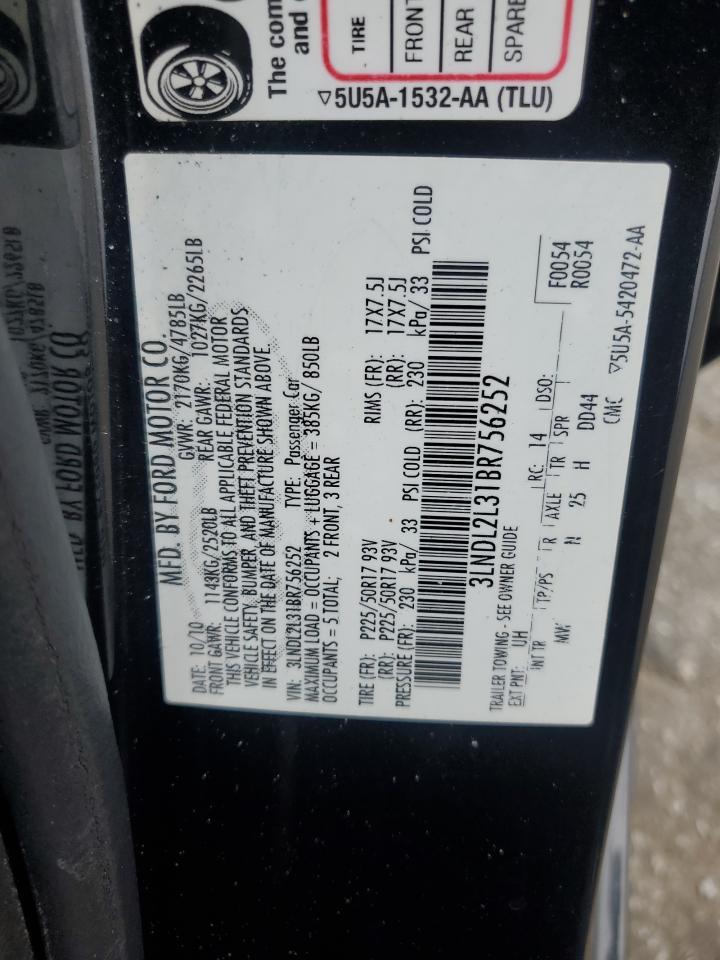 The com
and c
TIRE
FRONT
REAR
SPARE
▽5U5A-1532-AA (TLU)
MFD. BY FORD MOTOR CO.
DATE: 10/10 GVWR: 2170KG/4785LB
FRONT GAWR: 1143KG/2520LB REAR GAWR: 1027KG/2265LB
THIS VEHICLE CONFORMS TO ALL APPLICABLE FEDERAL MOTOR
VEHICLE SAFETY, BUMPER, AND THEFT PREVENTION STANDARDS
IN EFFECT ON THE DATE OF MANUFACTURE SHOWN ABOVE.
VIN: 3LNDL2L31BR756252 TYPE: Passenger Car
MAXIMUM LOAD = OCCUPANTS + LUGGAGE = 385KG/ 850LB
OCCUPANTS = 5 TOTAL; 2 FRONT, 3 REAR
TIRE (FR): P225/50R17 93V RIMS (FR): 17X7.5J
(RR): P225/50R17 93V (RR): 17X7.5J
PRESSURE (FR): 230 kPa/ 33 PSI COLD (RR): 230 kPa/ 33 PSI COLD
3LNDL2L31BR756252
TRAILER TOWING - SEE OWNER GUIDE
EXT PNT: UH RC: 14 DSO: F0054
R0054
INT TR TP/PS R AXLE TR SPR
MW N 25 H DD44
CMC ▽5U5A-5420472-AA